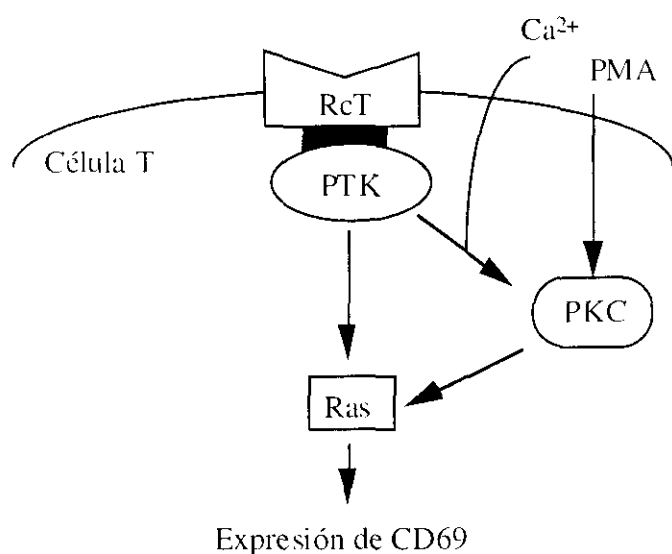 Ca²⁺
PMA
RcT
Célula T
PTK
PKC
Ras
Expresión de CD69